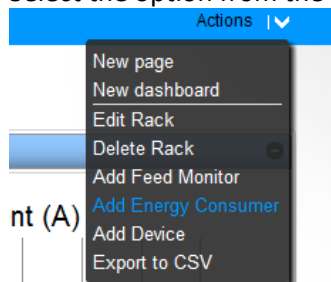 Select the option from the
Actions
New page
New dashboard
Edit Rack
Delete Rack
Add Feed Monitor
nt (A)
Add Energy Consumer
Add Device
Export to CSV